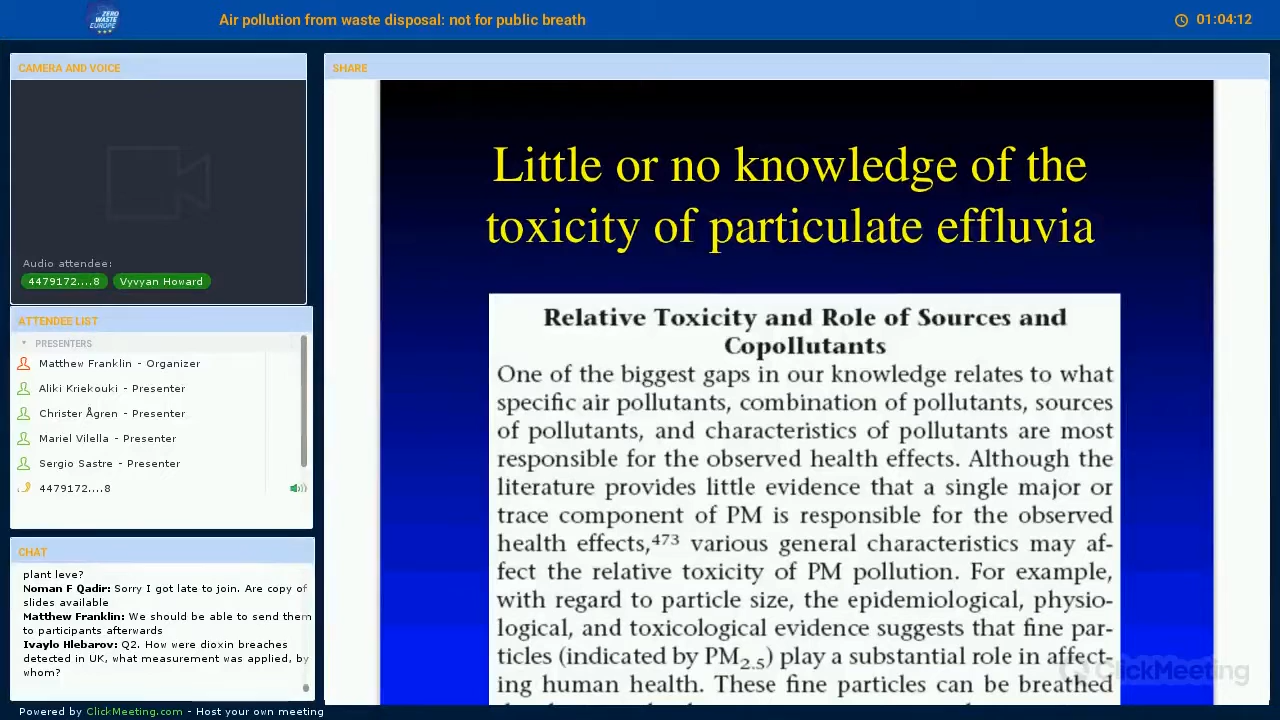 ZERO
WASTE
EUROPE
Air pollution from waste disposal: not for public breath
01:04:12
CAMERA AND VOICE
Audio attendee:
4479172....8
Vyvyan Howard
ATTENDEE LIST
PRESENTERS
Matthew Franklin - Organizer
Aliki Kriekouki - Presenter
Christer Ågren - Presenter
Mariel Vilella - Presenter
Sergio Sastre - Presenter
4479172....8
CHAT
plant leve?
Noman F Qadir: Sorry I got late to join. Are copy of
slides available
Matthew Franklin: We should be able to send them
to participants afterwards
Ivaylo Hlebarov: Q2. How were dioxin breaches
detected in UK, what measurement was applied, by
whom?
Powered by ClickMeeting.com - Host your own meeting
SHARE
Little or no knowledge of the
toxicity of particulate effluvia
Relative Toxicity and Role of Sources and
Copollutants
One of the biggest gaps in our knowledge relates to what
specific air pollutants, combination of pollutants, sources
of pollutants, and characteristics of pollutants are most
responsible for the observed health effects. Although the
literature provides little evidence that a single major or
trace component of PM is responsible for the observed
health effects,⁴⁷³ various general characteristics may af-
fect the relative toxicity of PM pollution. For example,
with regard to particle size, the epidemiological, physio-
logical, and toxicological evidence suggests that fine par-
ticles (indicated by PM₂.₅) play a substantial role in affect-
ing human health. These fine particles can be breathed
ClickMeeting